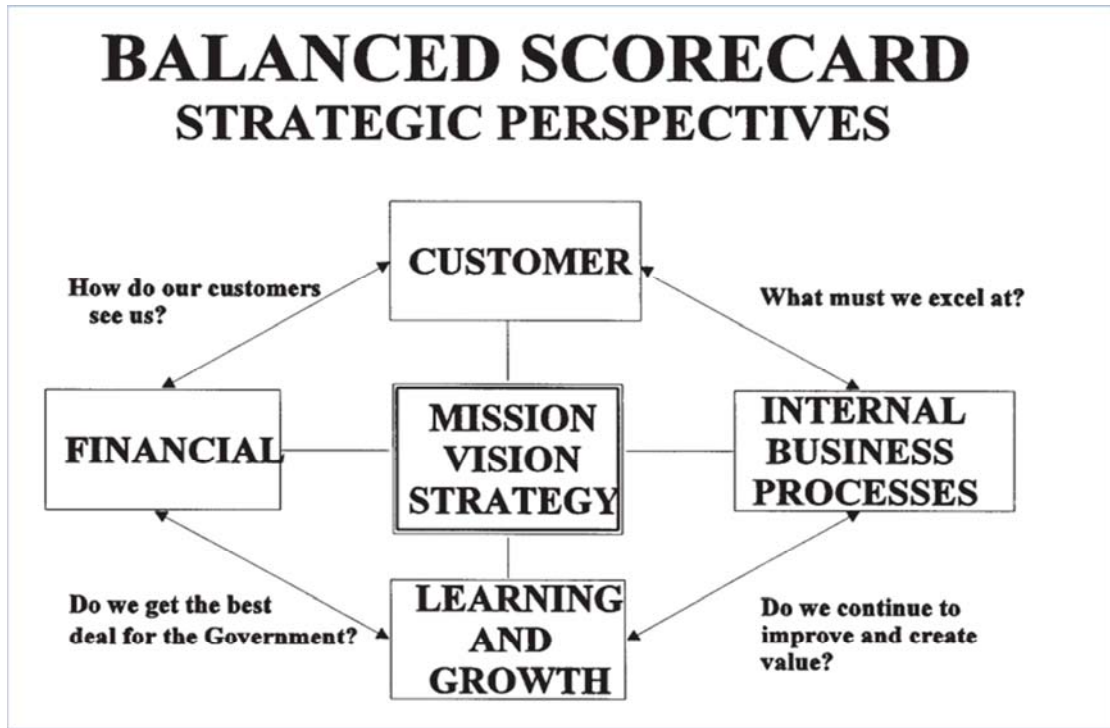 BALANCED SCORECARD
STRATEGIC PERSPECTIVES
CUSTOMER
How do our customers
see us?
What must we excel at?
FINANCIAL
MISSION
VISION
STRATEGY
INTERNAL
BUSINESS
PROCESSES
Do we get the best
deal for the Government?
LEARNING
AND
GROWTH
Do we continue to
improve and create
value?